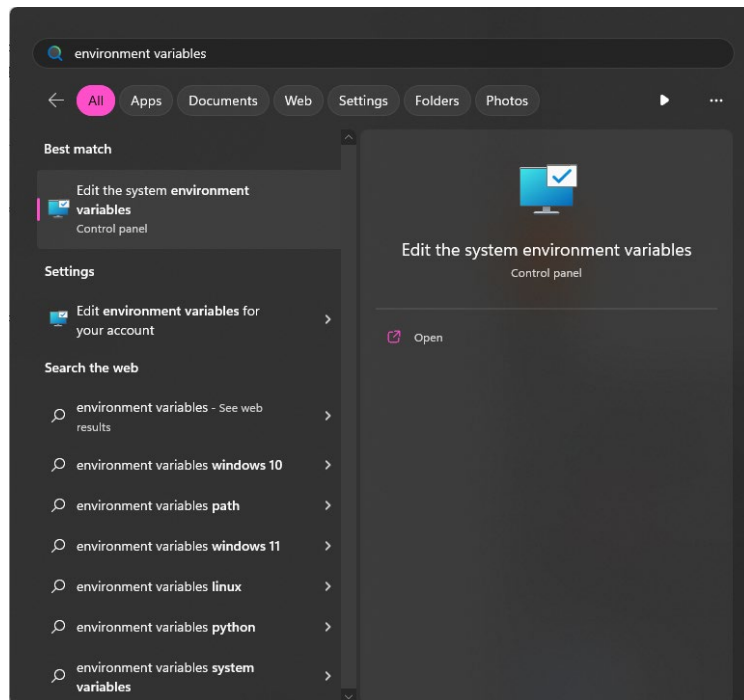 environment variables
All Apps Documents Web Settings Folders Photos
Best match
Edit the system environment
variables
Control panel
Settings
Edit environment variables for
your account
Search the web
environment variables - See web
results
environment variables windows 10
environment variables path
environment variables windows 11
environment variables linux
environment variables python
environment variables system
variables
Edit the system environment variables
Control panel
Open